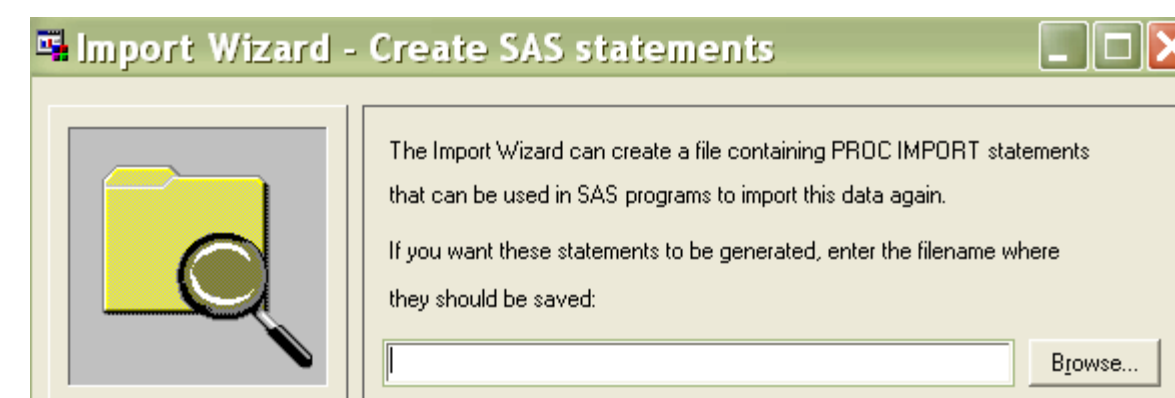 Import Wizard - Create SAS statements
The Import Wizard can create a file containing PROC IMPORT statements
that can be used in SAS programs to import this data again.
If you want these statements to be generated, enter the filename where
they should be saved:
Browse...